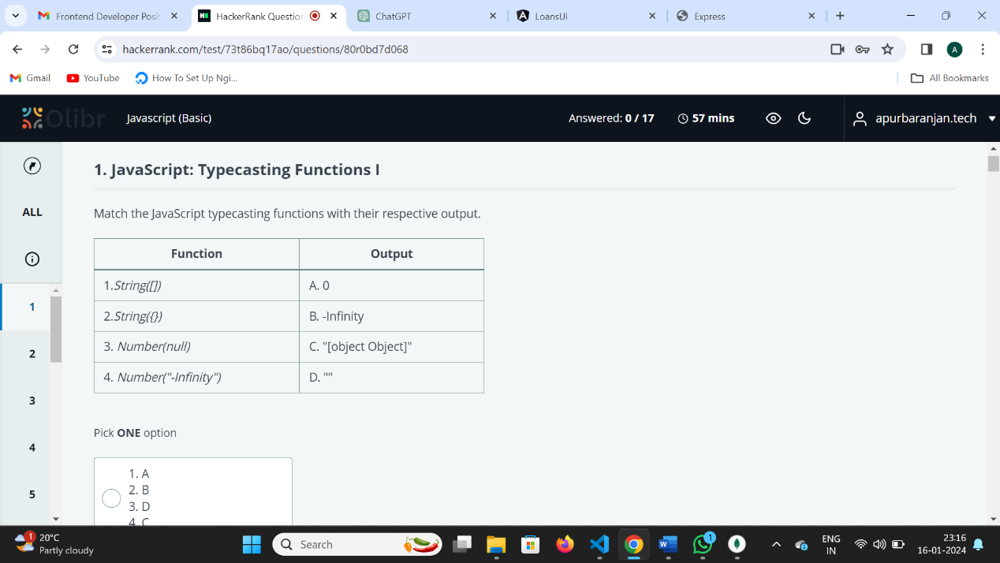 Frontend Developer Posit
HackerRank Question
ChatGPT
LoansUi
Express
hackerrank.com/test/73t86bq17ao/questions/80r0bd7d068
A
Gmail
YouTube
How To Set Up Ngi...
All Bookmarks
Olibr
Javascript (Basic)
Answered: 0 / 17
57 mins
apurbaranjan.tech
ALL
1
2
3
4
5
1. JavaScript: Typecasting Functions I
Match the JavaScript typecasting functions with their respective output.
Function Output
1.String([]) A. 0
2.String({}) B. -Infinity
3. Number(null) C. "[object Object]"
4. Number("-Infinity") D. ""
Pick ONE option
1. A
2. B
3. D
4. C
1
20°C
Partly cloudy
Search
1
ENG
IN
23:16
16-01-2024